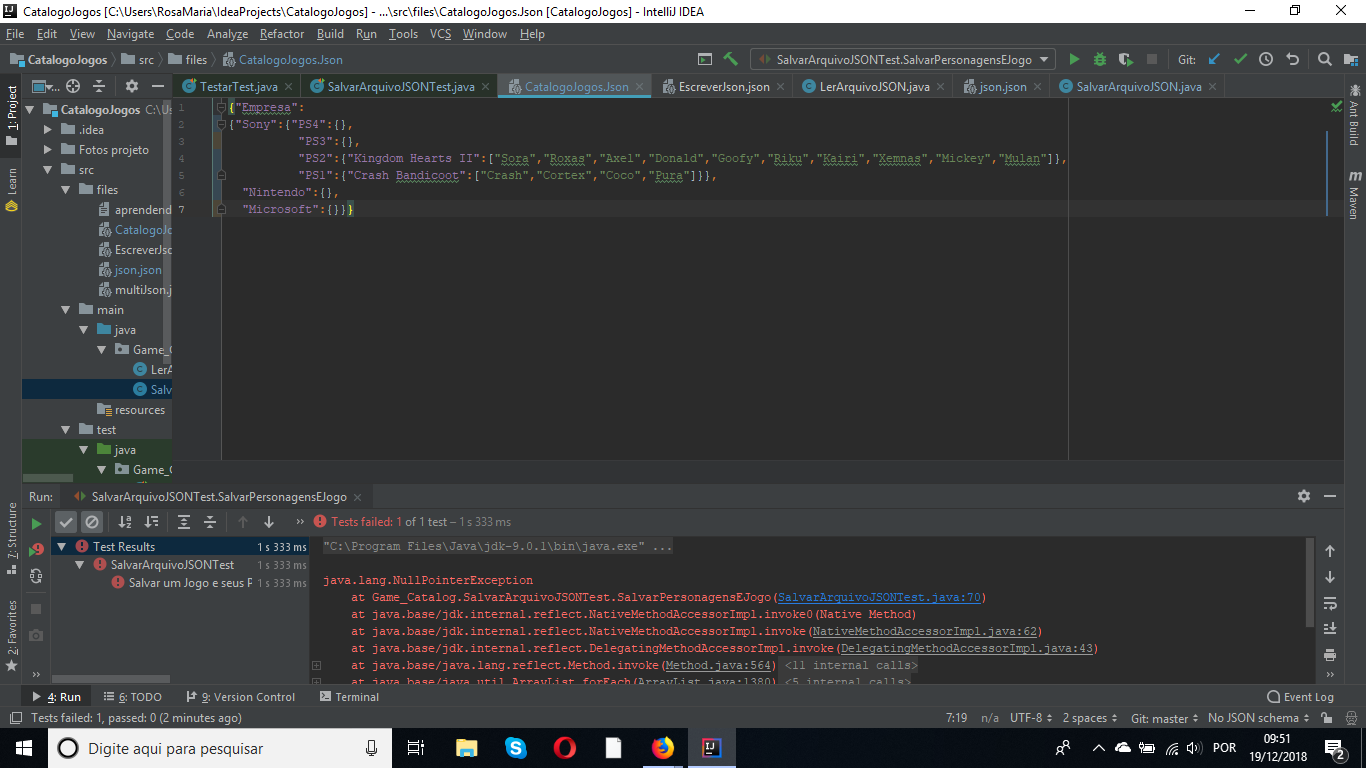 CatalogoJogos [C:\Users\RosaMaria\IdeaProjects\CatalogoJogos] - ...\src\files\CatalogoJogos.Json [CatalogoJogos] - IntelliJ IDEA
File Edit View Navigate Code Analyze Refactor Build Run Tools VCS Window Help
CatalogoJogos src files CatalogoJogos.Json SalvarArquivoJSONTest.SalvarPersonagensEJogo Git:
TestarTest.java SalvarArquivoJSONTest.java CatalogoJogos.Json EscreverJson.json LerArquivoJSON.java json.json SalvarArquivoJSON.java
1: Project
Learn
7: Structure
2: Favorites
CatalogoJogos C:\Us
.idea
Fotos projeto
src
files
aprendend
CatalogoJo
EscreverJso
json.json
multiJson.j
main
java
Game_C
LerA
Salv
resources
test
java
Game_C
1 {"Empresa":
2 {"Sony":{"PS4":{},
3 "PS3":{},
4 "PS2":{"Kingdom Hearts II":["Sora","Roxas","Axel","Donald","Goofy","Riku","Kairi","Xemnas","Mickey","Mulan"]},
5 "PS1":{"Crash Bandicoot":["Crash","Cortex","Coco","Pura"]}},
6 "Nintendo":{},
7 "Microsoft":{}}}
Ant Build
Maven
Run: SalvarArquivoJSONTest.SalvarPersonagensEJogo
Tests failed: 1 of 1 test – 1 s 333 ms
Test Results 1 s 333 ms
SalvarArquivoJSONTest 1 s 333 ms
Salvar um Jogo e seus P 1 s 333 ms
"C:\Program Files\Java\jdk-9.0.1\bin\java.exe" ...
java.lang.NullPointerException
at Game_Catalog.SalvarArquivoJSONTest.SalvarPersonagensEJogo(SalvarArquivoJSONTest.java:70)
at java.base/jdk.internal.reflect.NativeMethodAccessorImpl.invoke0(Native Method)
at java.base/jdk.internal.reflect.NativeMethodAccessorImpl.invoke(NativeMethodAccessorImpl.java:62)
at java.base/jdk.internal.reflect.DelegatingMethodAccessorImpl.invoke(DelegatingMethodAccessorImpl.java:43)
at java.base/java.lang.reflect.Method.invoke(Method.java:564) <11 internal calls>
at java.base/java.util.ArrayList.forEach(ArrayList.java:1380) <5 internal calls>
4: Run 6: TODO 9: Version Control Terminal Event Log
Tests failed: 1, passed: 0 (2 minutes ago) 7:19 n/a UTF-8 2 spaces Git: master No JSON schema
Digite aqui para pesquisar POR 09:51
19/12/2018 2